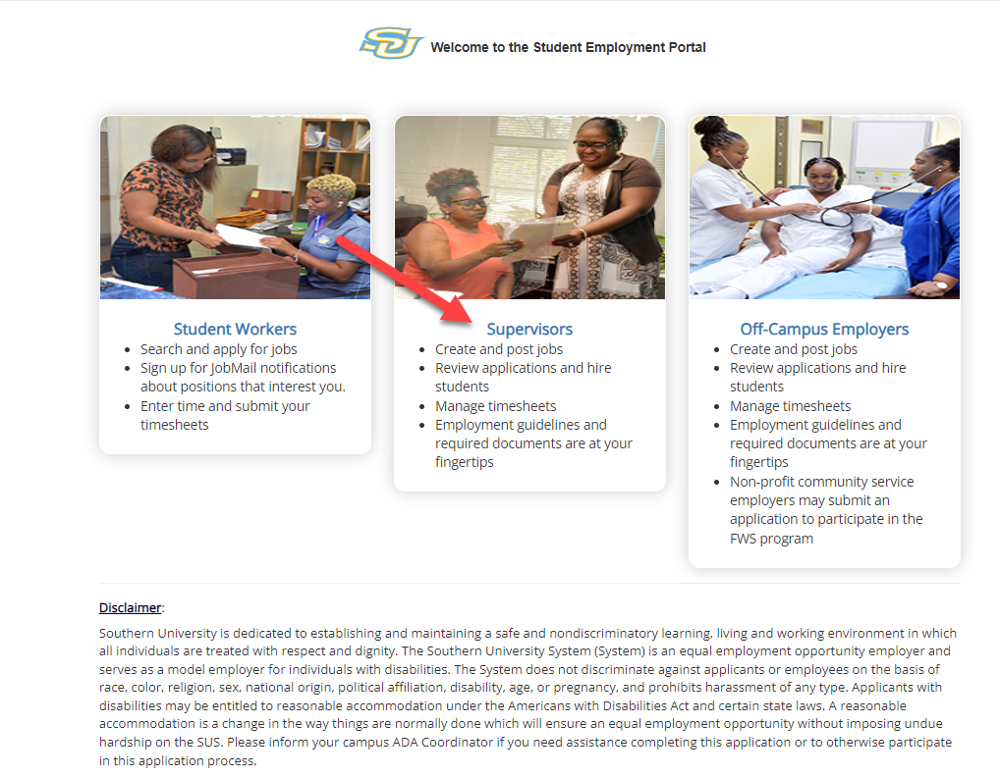 SU
Welcome to the Student Employment Portal
Student Workers
Search and apply for jobs
Sign up for JobMail notifications
about positions that interest you.
Enter time and submit your
timesheets
Supervisors
Create and post jobs
Review applications and hire
students
Manage timesheets
Employment guidelines and
required documents are at your
fingertips
Off-Campus Employers
Create and post jobs
Review applications and hire
students
Manage timesheets
Employment guidelines and
required documents are at your
fingertips
Non-profit community service
employers may submit an
application to participate in the
FWS program
Disclaimer:
Southern University is dedicated to establishing and maintaining a safe and nondiscriminatory learning, living and working environment in which
all individuals are treated with respect and dignity. The Southern University System (System) is an equal employment opportunity employer and
serves as a model employer for individuals with disabilities. The System does not discriminate against applicants or employees on the basis of
race, color, religion, sex, national origin, political affiliation, disability, age, or pregnancy, and prohibits harassment of any type. Applicants with
disabilities may be entitled to reasonable accommodation under the Americans with Disabilities Act and certain state laws. A reasonable
accommodation is a change in the way things are normally done which will ensure an equal employment opportunity without imposing undue
hardship on the SUS. Please inform your campus ADA Coordinator if you need assistance completing this application or to otherwise participate
in this application process.